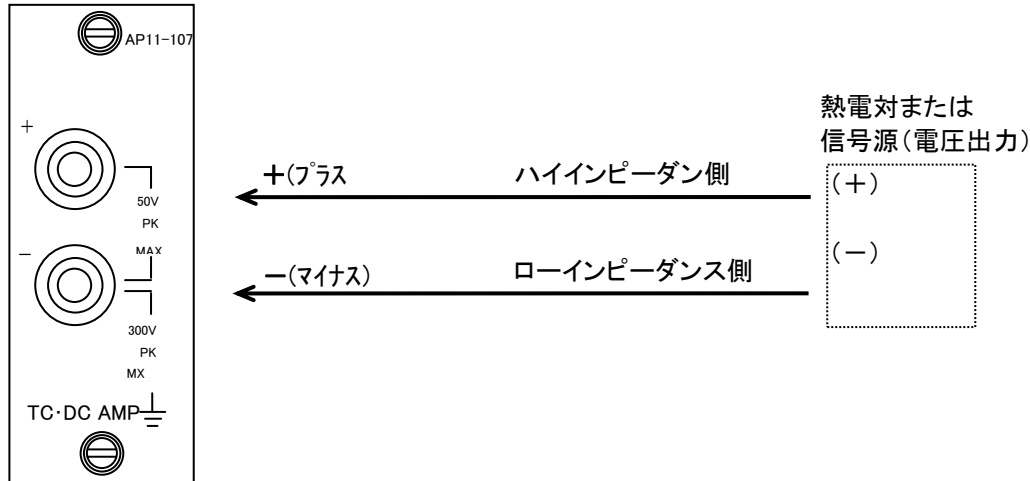 AP11-107
+
50V
PK
MAX
－
300V
PK
MX
TC･DC AMP
＋(ﾌﾟﾗｽ
ハイインピーダン側
－(ﾏｲﾅｽ)
ローインピーダンス側
熱電対または
信号源(電圧出力)
(＋)
(－)